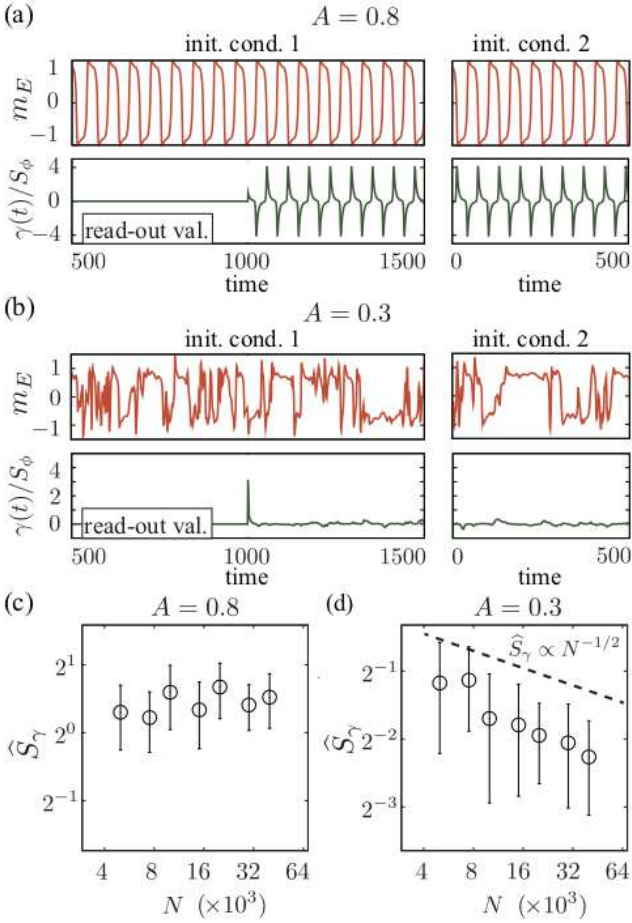 (a) A = 0.8
init. cond. 1 init. cond. 2
m_E
1
0
−1
γ(t)/S_ϕ
4
0
−4
read-out val.
500 1000 1500 0 500
time time
(b) A = 0.3
init. cond. 1 init. cond. 2
m_E
1
0
−1
γ(t)/S_ϕ
4
2
0
read-out val.
500 1000 1500 0 500
time time
(c) A = 0.8
Ŝ_γ
2^1
2^0
2^−1
4 8 16 32 64
N (×10^3)
(d) A = 0.3
Ŝ_γ ∝ N^−1/2
Ŝ_γ
2^−1
2^−2
2^−3
4 8 16 32 64
N (×10^3)